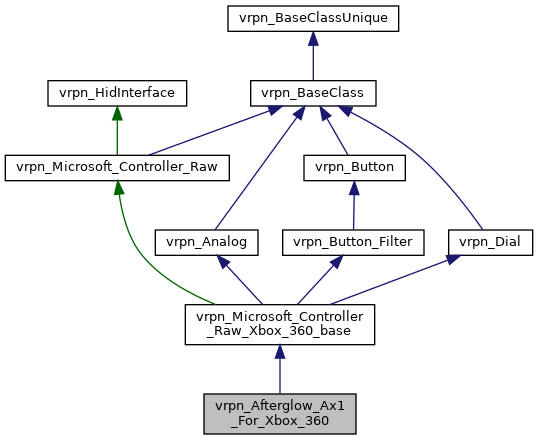 vrpn_BaseClassUnique
vrpn_HidInterface
vrpn_BaseClass
vrpn_Microsoft_Controller_Raw
vrpn_Button
vrpn_Analog
vrpn_Button_Filter
vrpn_Dial
vrpn_Microsoft_Controller
_Raw_Xbox_360_base
vrpn_Afterglow_Ax1
_For_Xbox_360